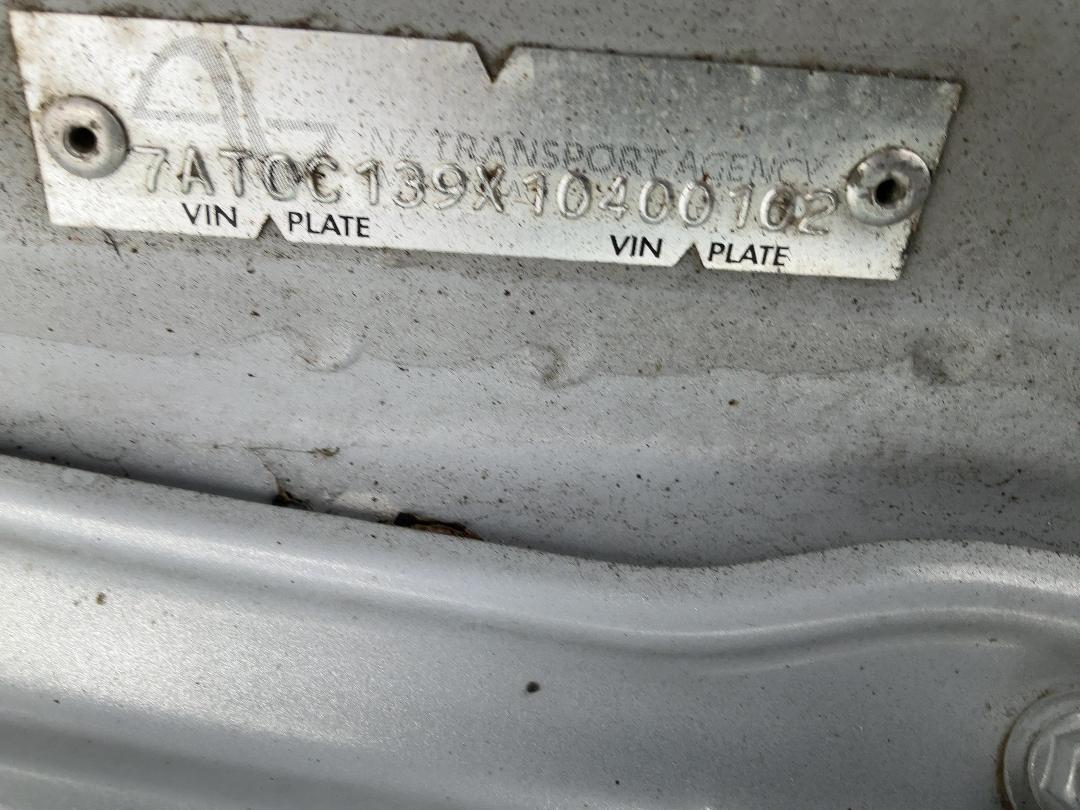 NZ TRANSPORT AGENCY
7AT0C139X10400102
VIN PLATE VIN PLATE